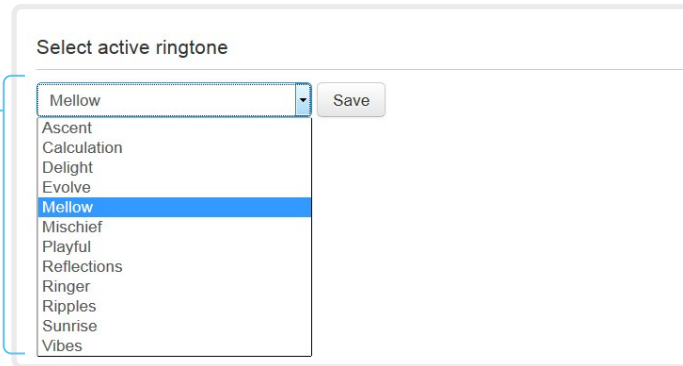 Select active ringtone
Mellow
Save
Ascent
Calculation
Delight
Evolve
Mellow
Mischief
Playful
Reflections
Ringer
Ripples
Sunrise
Vibes